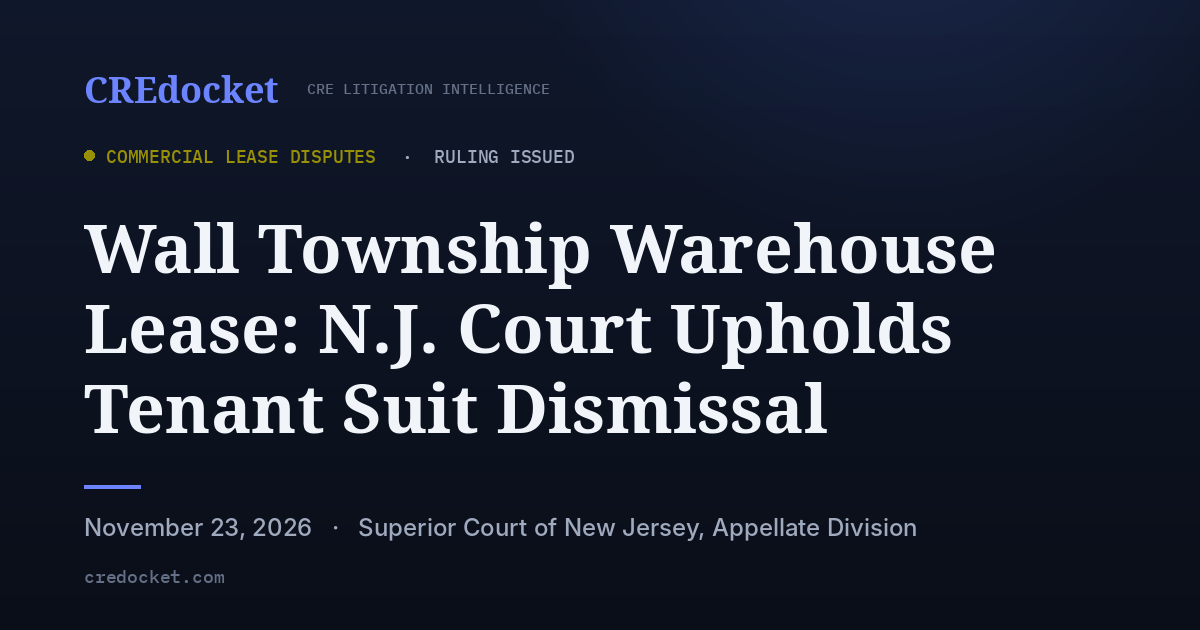 CREdocket CRE LITIGATION INTELLIGENCE
COMMERCIAL LEASE DISPUTES · RULING ISSUED
Wall Township Warehouse
Lease: N.J. Court Upholds
Tenant Suit Dismissal
November 23, 2026 · Superior Court of New Jersey, Appellate Division
credocket.com